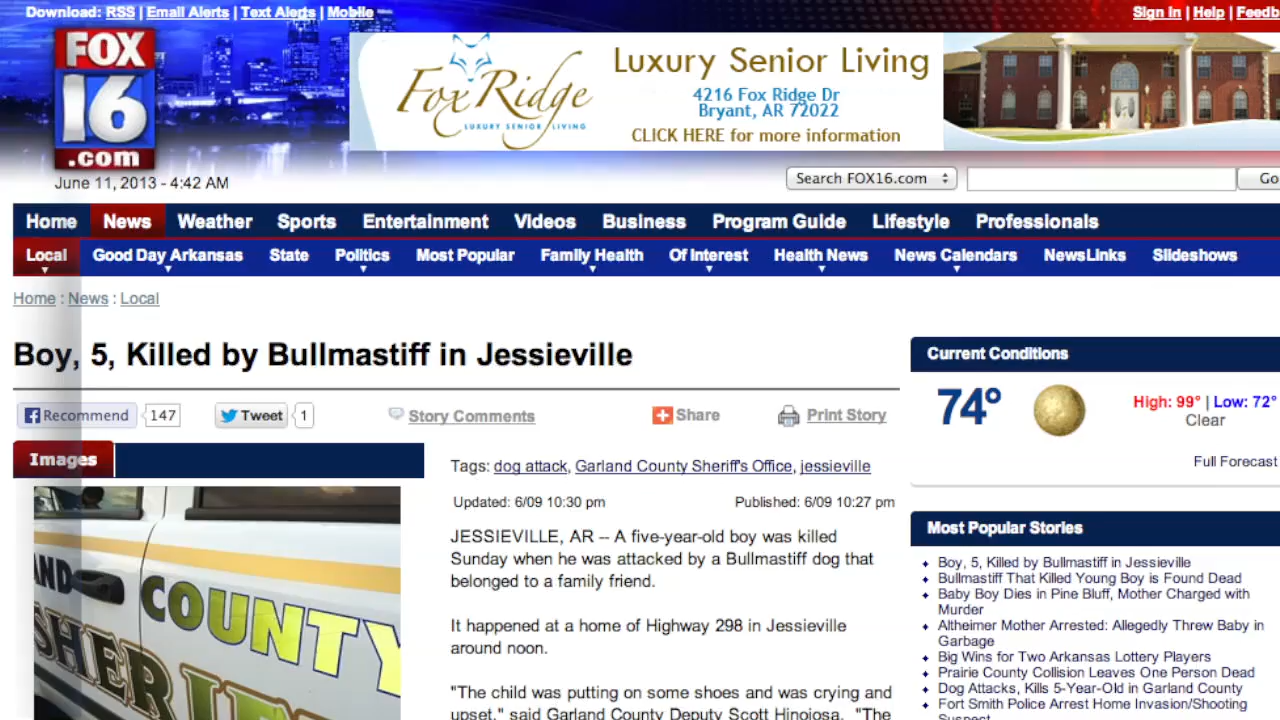 Download: RSS | Email Alerts | Text Alerts | Mobile
Sign In | Help | Feedb
FOX
16
.com
Fox Ridge
LUXURY SENIOR LIVING
Luxury Senior Living
4216 Fox Ridge Dr
Bryant, AR 72022
CLICK HERE for more information
June 11, 2013 - 4:42 AM
Search FOX16.com
Go
Home News Weather Sports Entertainment Videos Business Program Guide Lifestyle Professionals
Local Good Day Arkansas State Politics Most Popular Family Health Of Interest Health News News Calendars NewsLinks Slideshows
Home : News : Local
Boy, 5, Killed by Bullmastiff in Jessieville
Recommend 147 Tweet 1 Story Comments Share Print Story
Images
AND
COUNTY
SHERIFF
Tags: dog attack, Garland County Sheriff's Office, jessieville
Updated: 6/09 10:30 pm Published: 6/09 10:27 pm
JESSIEVILLE, AR -- A five-year-old boy was killed
Sunday when he was attacked by a Bullmastiff dog that
belonged to a family friend.
It happened at a home of Highway 298 in Jessieville
around noon.
"The child was putting on some shoes and was crying and
upset," said Garland County Deputy Scott Hinojosa. "The
Current Conditions
74°
High: 99° | Low: 72°
Clear
Full Forecast
Most Popular Stories
Boy, 5, Killed by Bullmastiff in Jessieville
Bullmastiff That Killed Young Boy is Found Dead
Baby Boy Dies in Pine Bluff, Mother Charged with
Murder
Altheimer Mother Arrested: Allegedly Threw Baby in
Garbage
Big Wins for Two Arkansas Lottery Players
Prairie County Collision Leaves One Person Dead
Dog Attacks, Kills 5-Year-Old in Garland County
Fort Smith Police Arrest Home Invasion/Shooting
Suspect